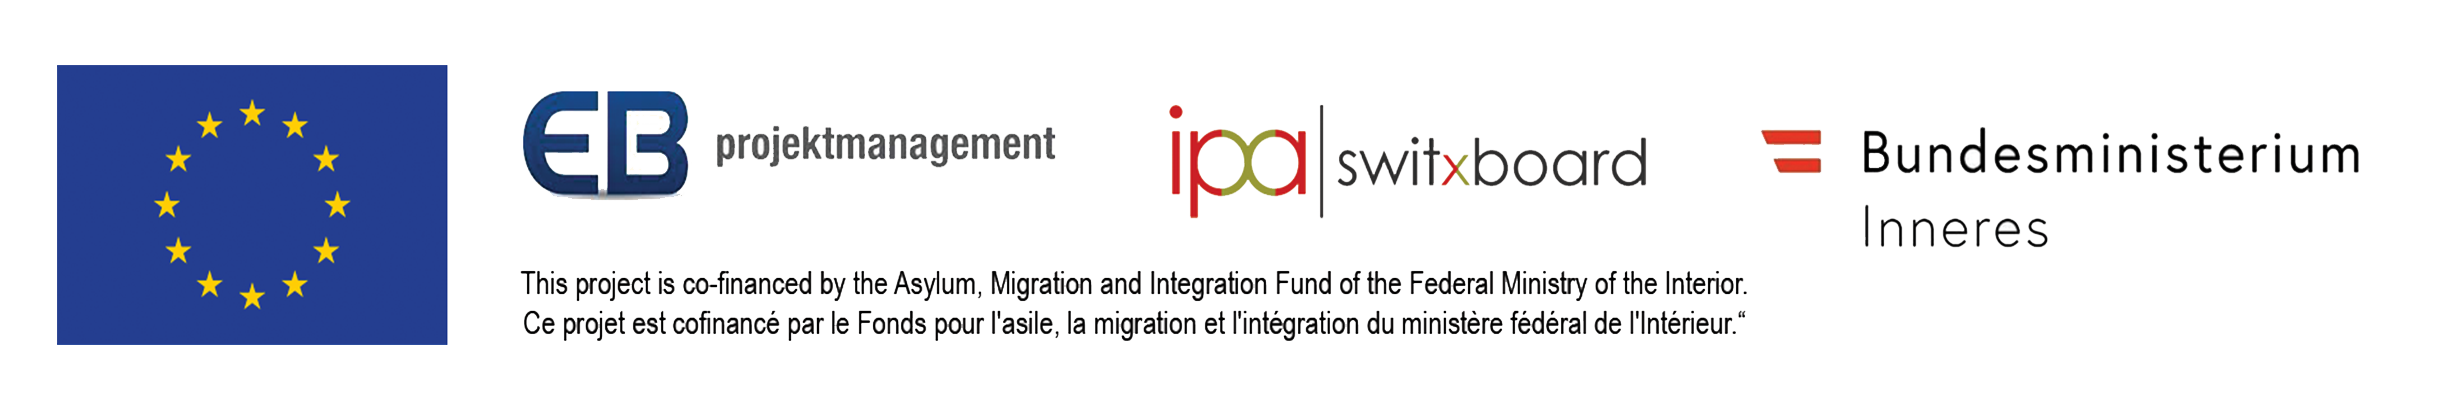 EB projektmanagement
ipa switxboard
Bundesministerium
Inneres
This project is co-financed by the Asylum, Migration and Integration Fund of the Federal Ministry of the Interior.
Ce projet est cofinancé par le Fonds pour l'asile, la migration et l'intégration du ministère fédéral de l'Intérieur.“